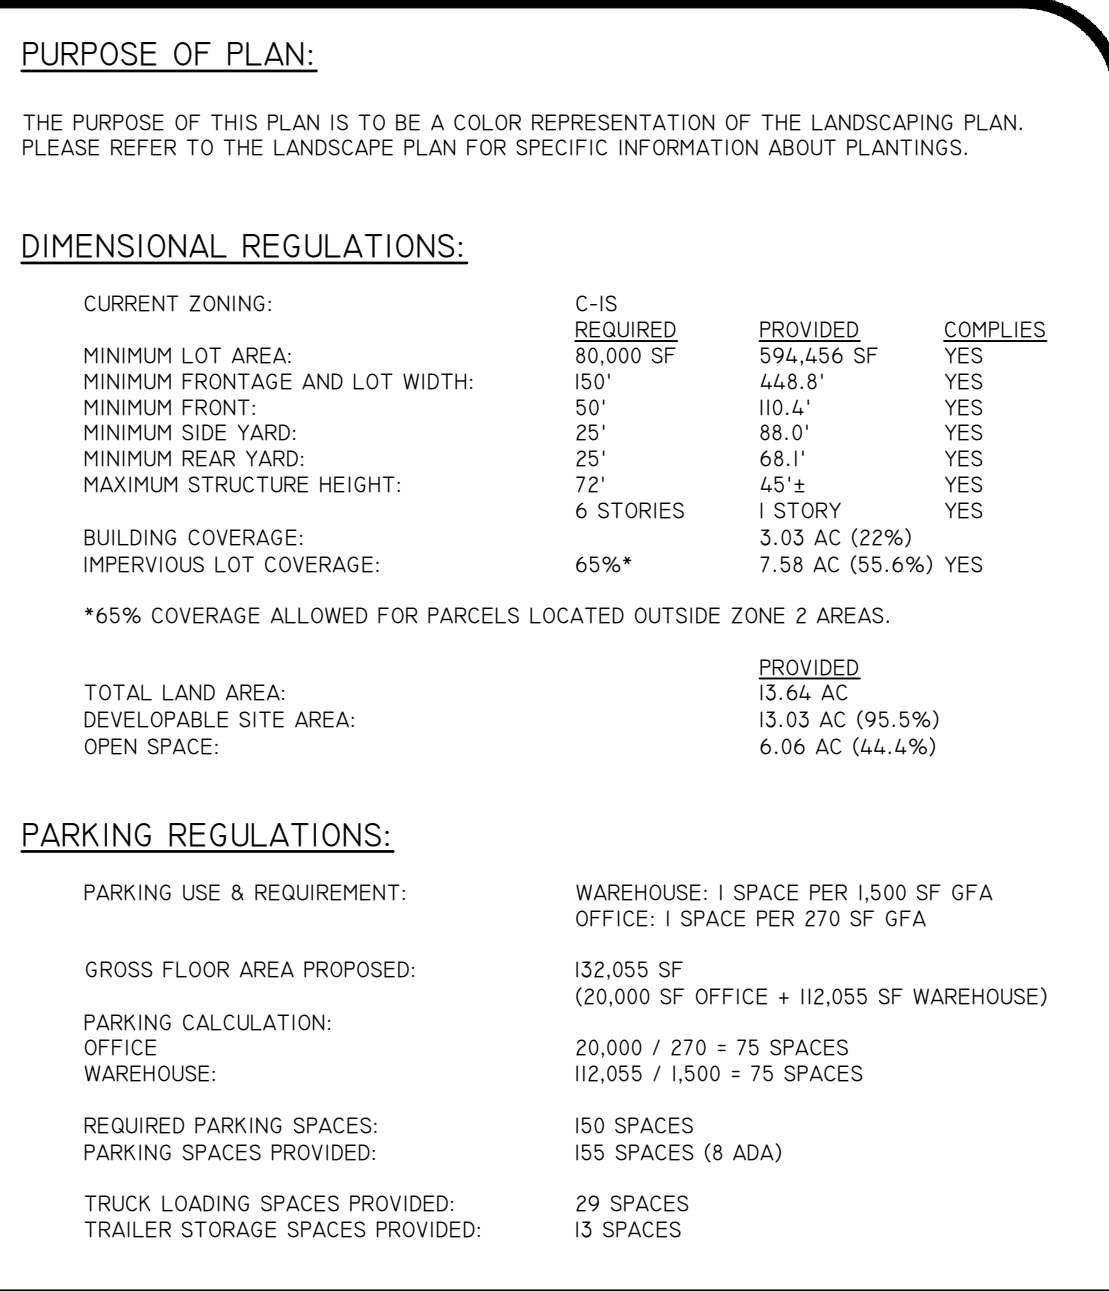 PURPOSE OF PLAN:
THE PURPOSE OF THIS PLAN IS TO BE A COLOR REPRESENTATION OF THE LANDSCAPING PLAN.
PLEASE REFER TO THE LANDSCAPE PLAN FOR SPECIFIC INFORMATION ABOUT PLANTINGS.
DIMENSIONAL REGULATIONS:
CURRENT ZONING: C-IS
REQUIRED PROVIDED COMPLIES
MINIMUM LOT AREA: 80,000 SF 594,456 SF YES
MINIMUM FRONTAGE AND LOT WIDTH: 150' 448.8' YES
MINIMUM FRONT: 50' 110.4' YES
MINIMUM SIDE YARD: 25' 88.0' YES
MINIMUM REAR YARD: 25' 68.1' YES
MAXIMUM STRUCTURE HEIGHT: 72' 45'± YES
6 STORIES 1 STORY YES
BUILDING COVERAGE: 3.03 AC (22%)
IMPERVIOUS LOT COVERAGE: 65%* 7.58 AC (55.6%) YES
*65% COVERAGE ALLOWED FOR PARCELS LOCATED OUTSIDE ZONE 2 AREAS.
PROVIDED
TOTAL LAND AREA: 13.64 AC
DEVELOPABLE SITE AREA: 13.03 AC (95.5%)
OPEN SPACE: 6.06 AC (44.4%)
PARKING REGULATIONS:
PARKING USE & REQUIREMENT: WAREHOUSE: 1 SPACE PER 1,500 SF GFA
OFFICE: 1 SPACE PER 270 SF GFA
GROSS FLOOR AREA PROPOSED: 132,055 SF
(20,000 SF OFFICE + 112,055 SF WAREHOUSE)
PARKING CALCULATION:
OFFICE 20,000 / 270 = 75 SPACES
WAREHOUSE: 112,055 / 1,500 = 75 SPACES
REQUIRED PARKING SPACES: 150 SPACES
PARKING SPACES PROVIDED: 155 SPACES (8 ADA)
TRUCK LOADING SPACES PROVIDED: 29 SPACES
TRAILER STORAGE SPACES PROVIDED: 13 SPACES